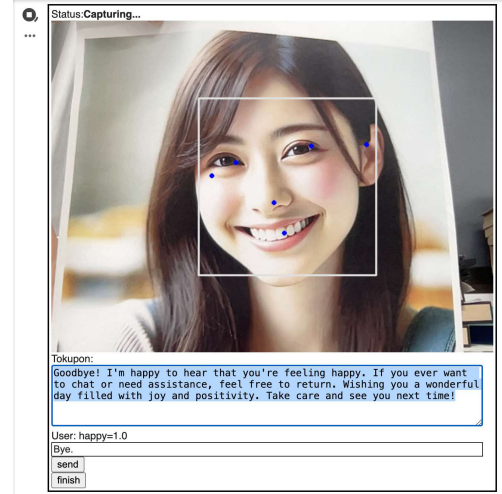 Status:Capturing...
Tokupon:
Goodbye! I'm happy to hear that you're feeling happy. If you ever want
to chat or need assistance, feel free to return. Wishing you a wonderful
day filled with joy and positivity. Take care and see you next time!
User: happy=1.0
Bye.
send
finish